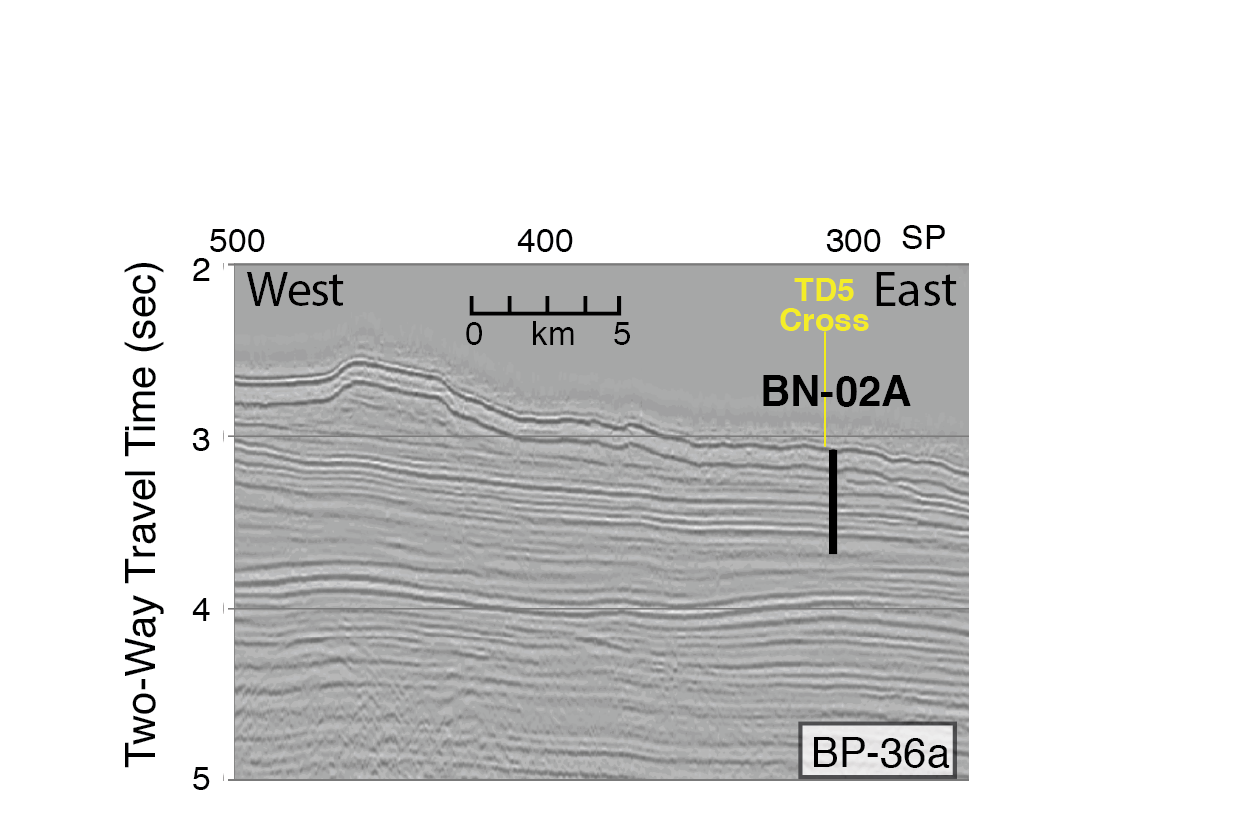 500 400 300 SP
2
West East
TD5
Cross
0 km 5
BN-02A
3
4
5
Two-Way Travel Time (sec)
BP-36a